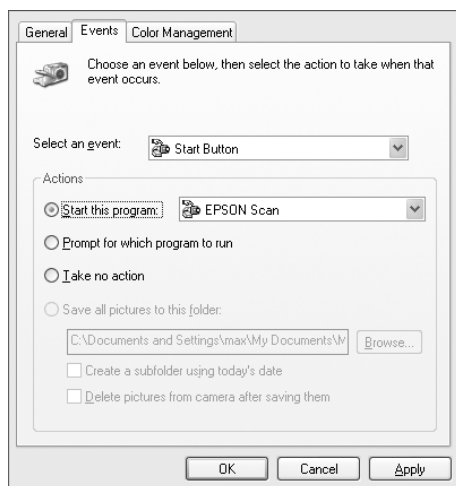 General Events Color Management
Choose an event below, then select the action to take when that
event occurs.
Select an event: Start Button
Actions
Start this program: EPSON Scan
Prompt for which program to run
Take no action
Save all pictures to this folder:
C:\Documents and Settings\max\My Documents\M Browse...
Create a subfolder using today's date
Delete pictures from camera after saving them
OK Cancel Apply